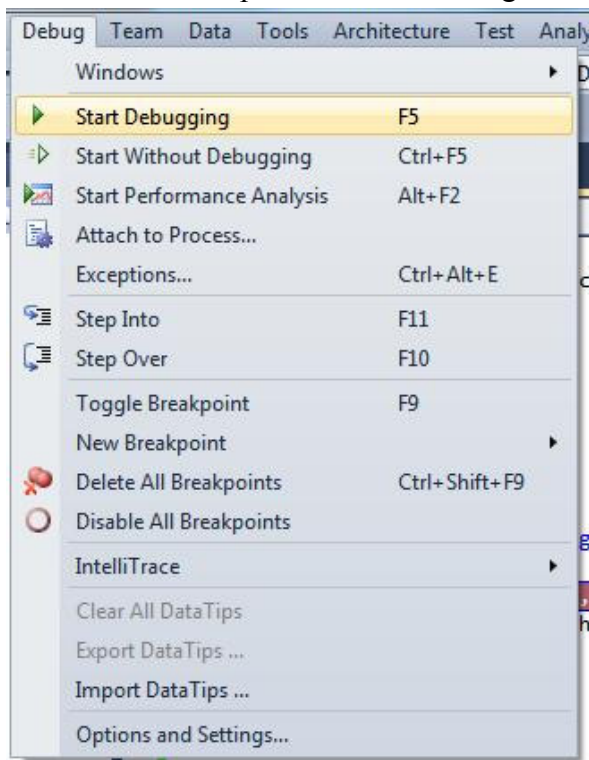 Debug Team Data Tools Architecture Test
Windows
Start Debugging F5
Start Without Debugging Ctrl+F5
Start Performance Analysis Alt+F2
Attach to Process...
Exceptions... Ctrl+Alt+E
Step Into F11
Step Over F10
Toggle Breakpoint F9
New Breakpoint
Delete All Breakpoints Ctrl+Shift+F9
Disable All Breakpoints
IntelliTrace
Clear All DataTips
Export DataTips ...
Import DataTips ...
Options and Settings...